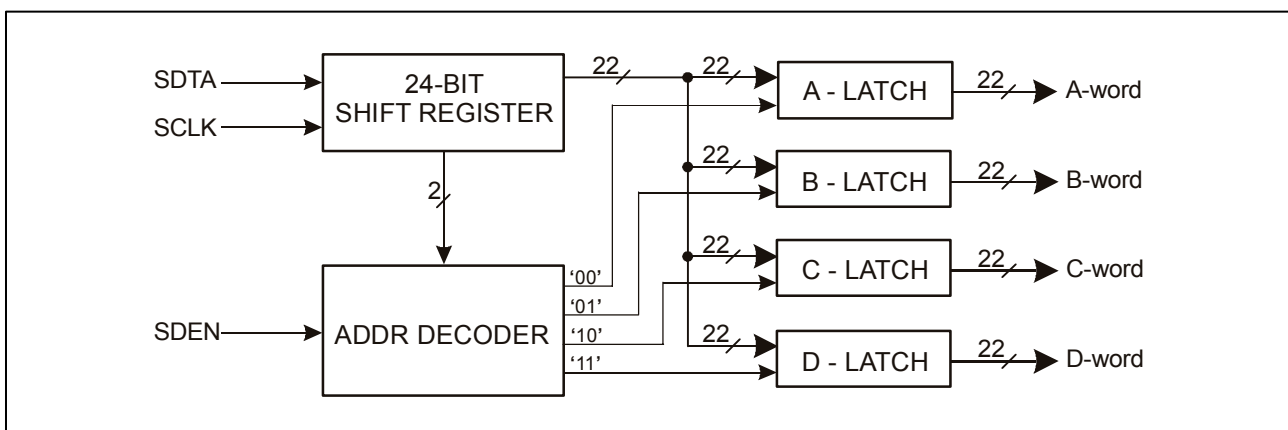 SDTA
SCLK
24-BIT
SHIFT REGISTER
22
22
A - LATCH
22
A-word
22
B - LATCH
22
B-word
2
SDEN
ADDR DECODER
‘00’
‘01’
‘10’
‘11’
22
C - LATCH
22
C-word
22
D - LATCH
22
D-word